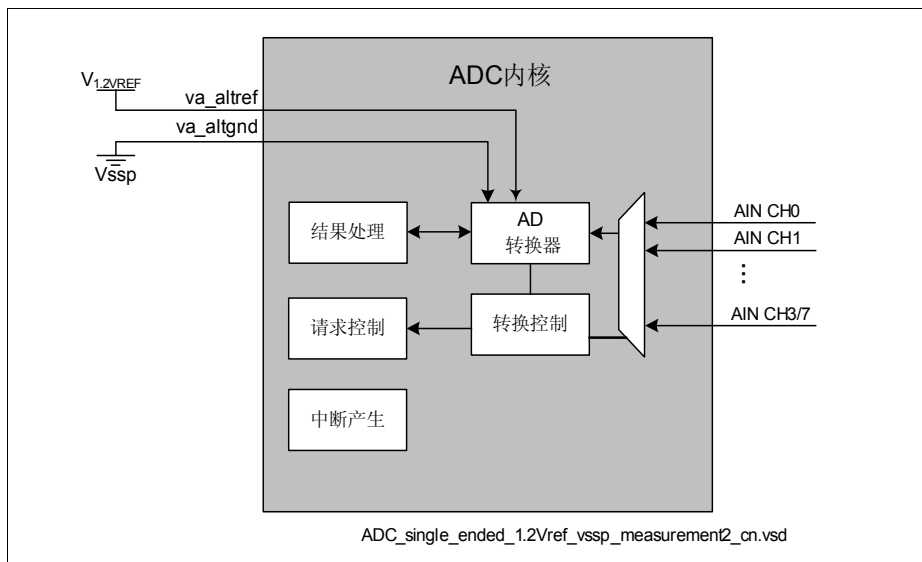 ADC内核
V1.2VREF
va_altref
va_altgnd
Vssp
结果处理
AD
转换器
AIN CH0
AIN CH1
⋮
请求控制
转换控制
AIN CH3/7
中断产生
ADC_single_ended_1.2Vref_vssp_measurement2_cn.vsd